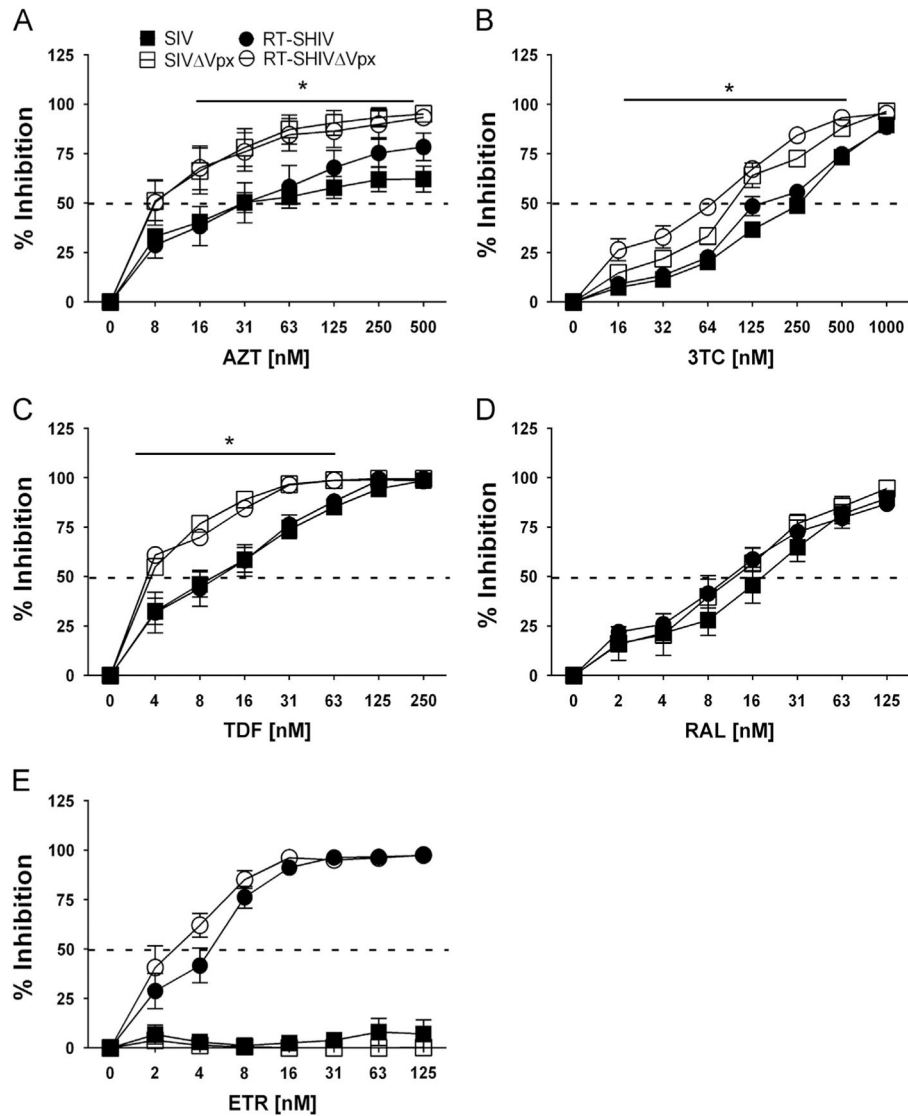 A
SIV
RT-SHIV
SIVΔVpx
RT-SHIVΔVpx
*
% Inhibition
125
100
75
50
25
0
0 8 16 31 63 125 250 500
AZT [nM]
B
*
% Inhibition
125
100
75
50
25
0
0 16 32 64 125 250 500 1000
3TC [nM]
C
*
% Inhibition
125
100
75
50
25
0
0 4 8 16 31 63 125 250
TDF [nM]
D
% Inhibition
125
100
75
50
25
0
0 2 4 8 16 31 63 125
RAL [nM]
E
% Inhibition
125
100
75
50
25
0
0 2 4 8 16 31 63 125
ETR [nM]